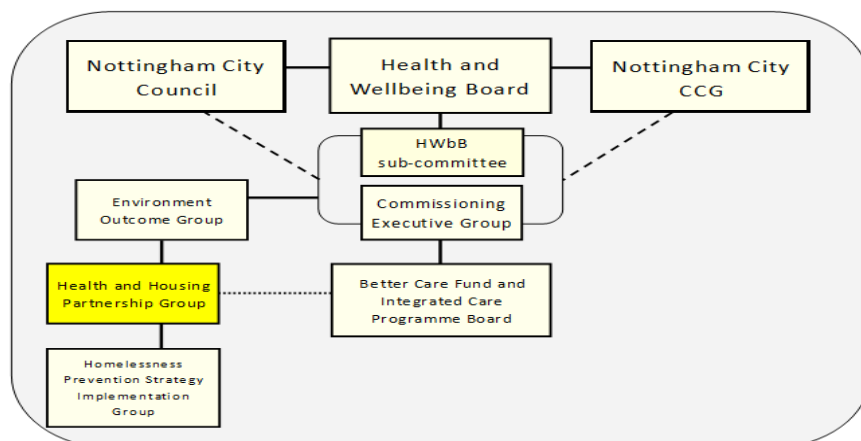 Nottingham City
Council
Health and
Wellbeing Board
Nottingham City
CCG
HWbB
sub-committee
Environment
Outcome Group
Commissioning
Executive Group
Health and Housing
Partnership Group
Better Care Fund and
Integrated Care
Programme Board
Homelessness
Prevention Strategy
Implementation
Group